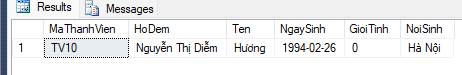 Results Messages
MaThanhVien HoDem Ten NgaySinh GioiTinh NoiSinh
1 TV10 Nguyễn Thị Diễm Hương 1994-02-26 0 Hà Nội